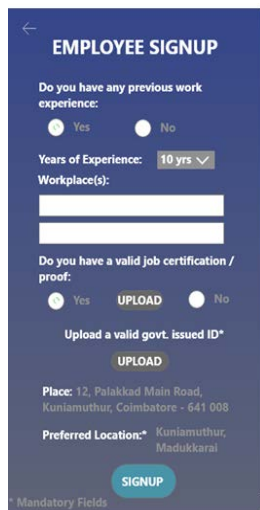 EMPLOYEE SIGNUP
Do you have any previous work
experience:
Yes No
Years of Experience: 10 yrs
Workplace(s):
Do you have a valid job certification /
proof:
Yes UPLOAD No
Upload a valid govt. issued ID*
UPLOAD
Place: 12, Palakkad Main Road,
Kuniamuthur, Coimbatore - 641 008
Preferred Location:* Kuniamuthur,
Madukkarai
SIGNUP
* Mandatory Fields